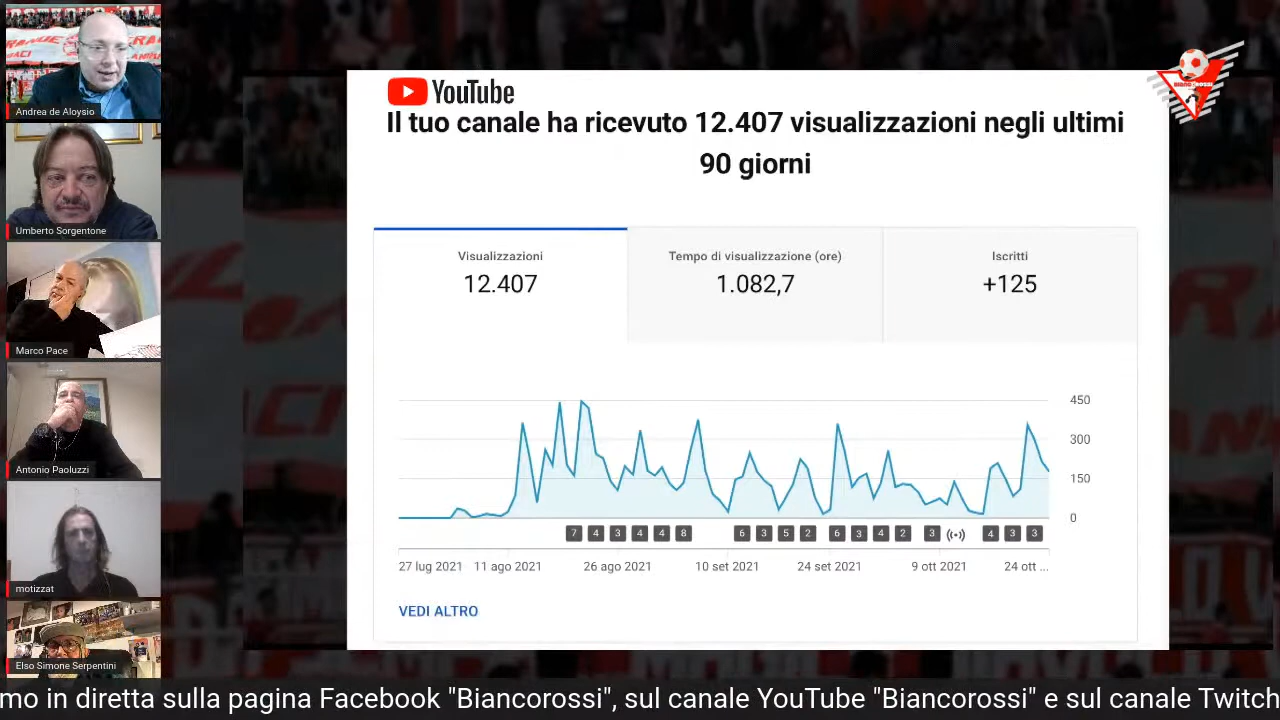 Andrea de Aloysio
Umberto Sorgentone
Marco Pace
Antonio Paoluzzi
motizzat
Elso Simone Serpentini
YouTube
Il tuo canale ha ricevuto 12.407 visualizzazioni negli ultimi
90 giorni
Visualizzazioni
12.407
Tempo di visualizzazione (ore)
1.082,7
Iscritti
+125
450
300
150
0
7 4 3 4 4 8 6 3 5 2 6 3 4 2 3 4 3 3
27 lug 2021 11 ago 2021 26 ago 2021 10 set 2021 24 set 2021 9 ott 2021 24 ott ...
VEDI ALTRO
mo in diretta sulla pagina Facebook "Biancorossi", sul canale YouTube "Biancorossi" e sul canale Twitch